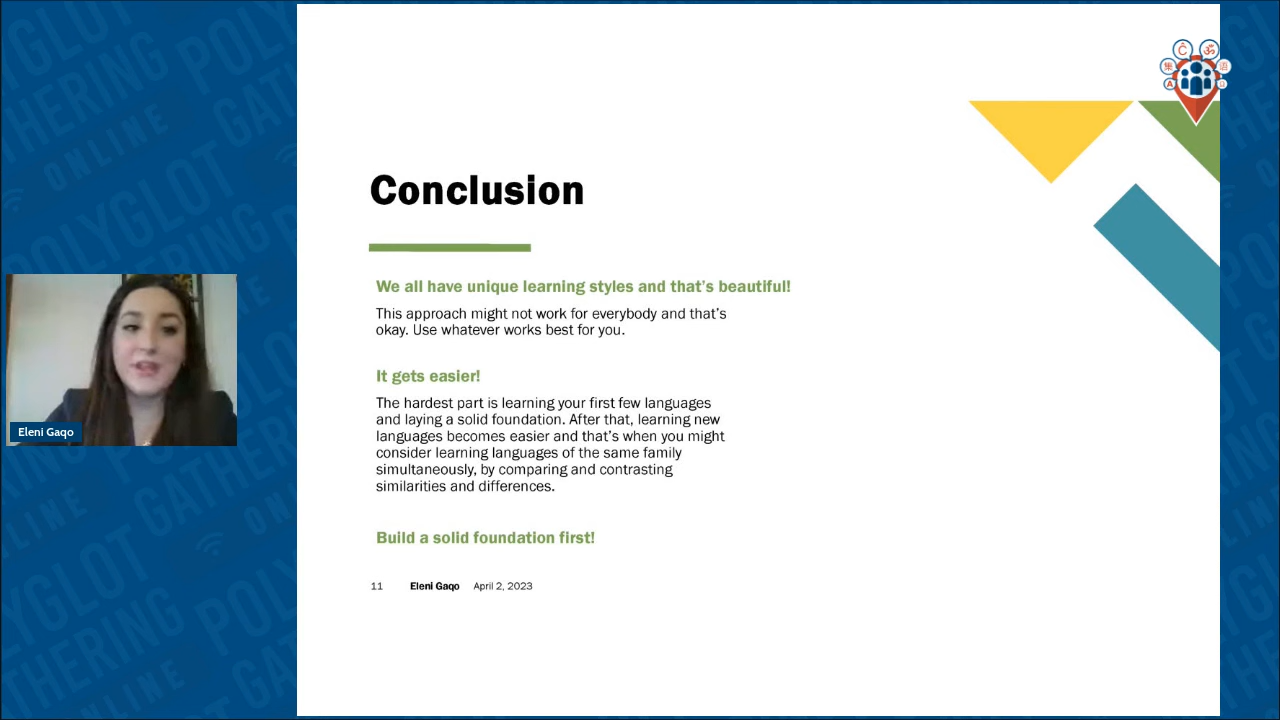 Conclusion
We all have unique learning styles and that's beautiful!
This approach might not work for everybody and that's
okay. Use whatever works best for you.
It gets easier!
The hardest part is learning your first few languages
and laying a solid foundation. After that, learning new
languages becomes easier and that's when you might
consider learning languages of the same family
simultaneously, by comparing and contrasting
similarities and differences.
Build a solid foundation first!
11 Eleni Gaqo April 2, 2023
Eleni Gaqo
POLYGLOT
GATHERING
ONLINE